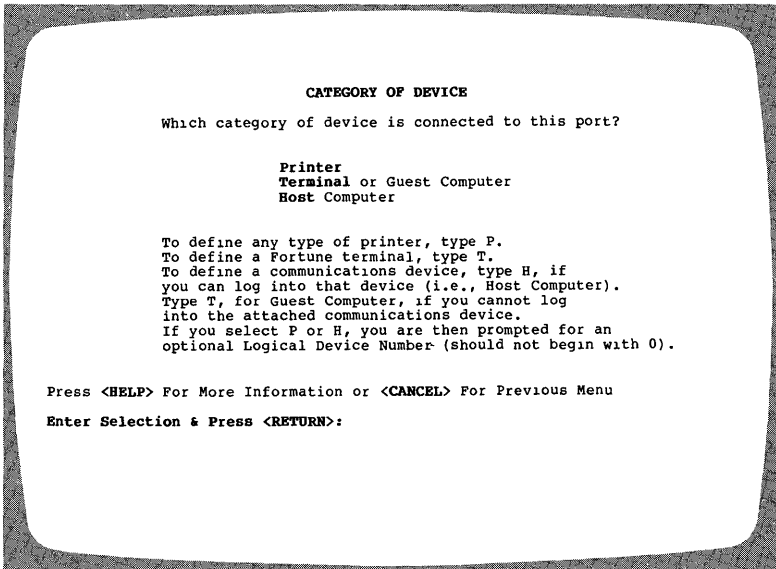 CATEGORY OF DEVICE
Which category of device is connected to this port?
Printer
Terminal or Guest Computer
Host Computer
To define any type of printer, type P.
To define a Fortune terminal, type T.
To define a communications device, type H, if
you can log into that device (i.e., Host Computer).
Type T, for Guest Computer, if you cannot log
into the attached communications device.
If you select P or H, you are then prompted for an
optional Logical Device Number (should not begin with 0).
Press <HELP> For More Information or <CANCEL> For Previous Menu
Enter Selection & Press <RETURN>: